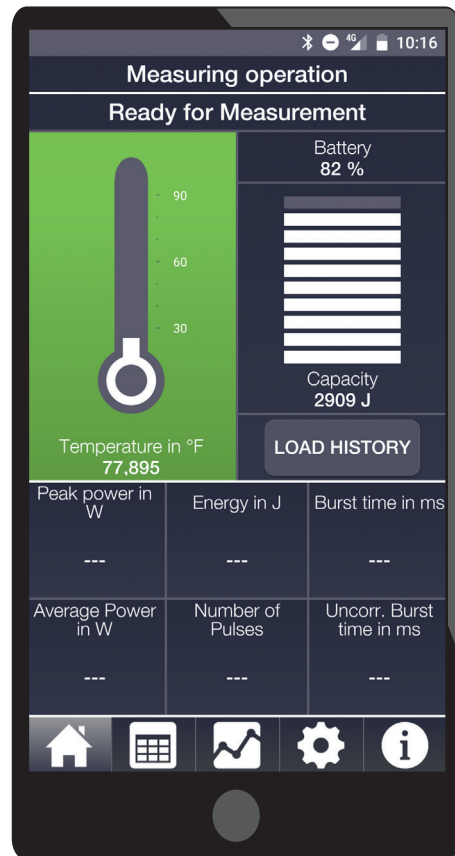 4G 10:16
Measuring operation
Ready for Measurement
Battery
82 %
90
60
30
Capacity
2909 J
Temperature in °F
77,895
LOAD HISTORY
Peak power in
W
Energy in J
Burst time in ms
---
---
---
Average Power
in W
Number of
Pulses
Uncorr. Burst
time in ms
---
---
---
i